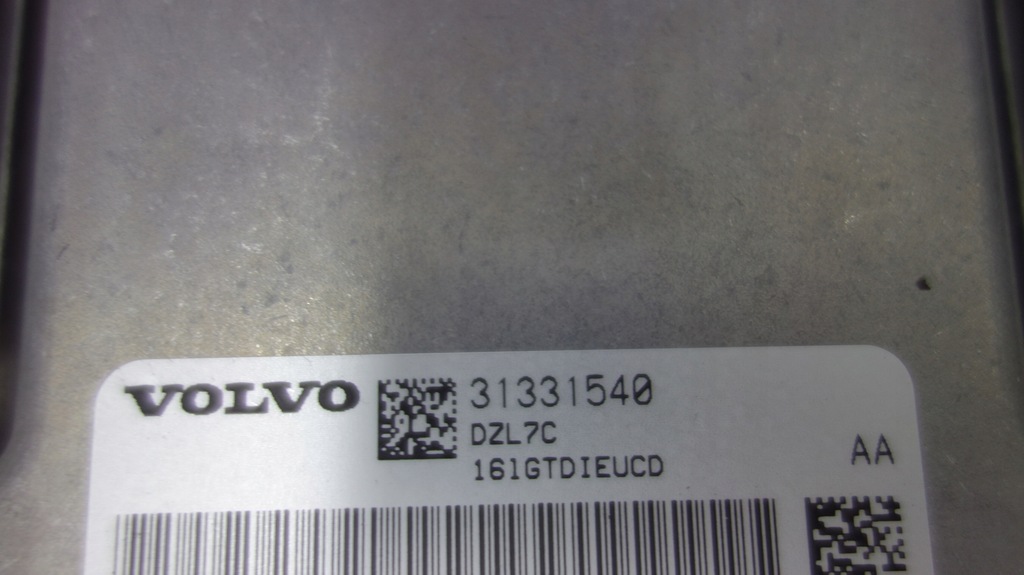 VOLVO
31331540
DZL7C
161GTDIEUCD
AA